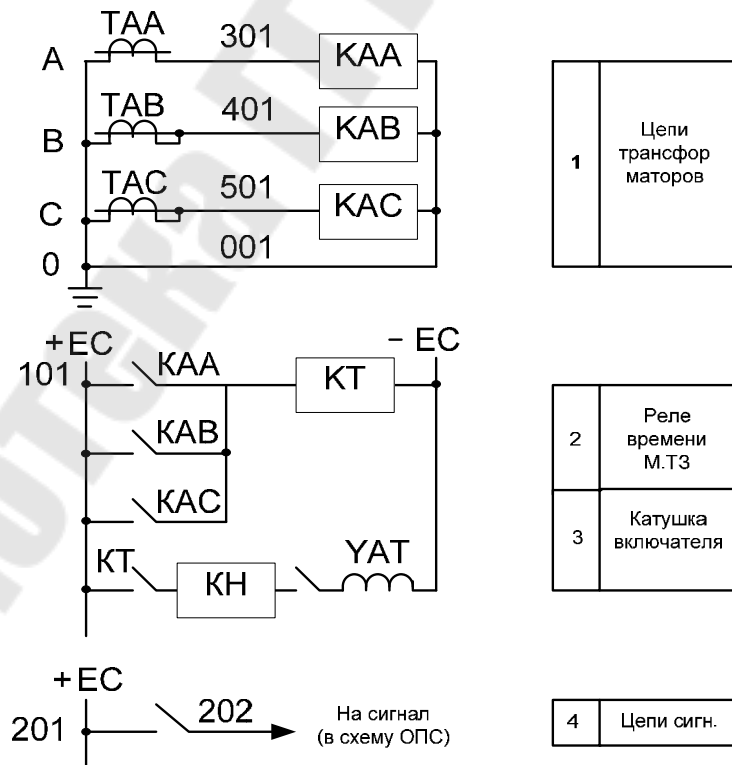 TAA
301
A
KAA
TAB
401
B
KAB
TAC
501
C
KAC
001
0
1
Цепи
трансфор
маторов
+EC
- EC
101
KAA
KT
KAB
KAC
KT
KH
YAT
2
Реле
времени
М.ТЗ
3
Катушка
включателя
+EC
201
202
На сигнал
(в схему ОПС)
4
Цепи сигн.